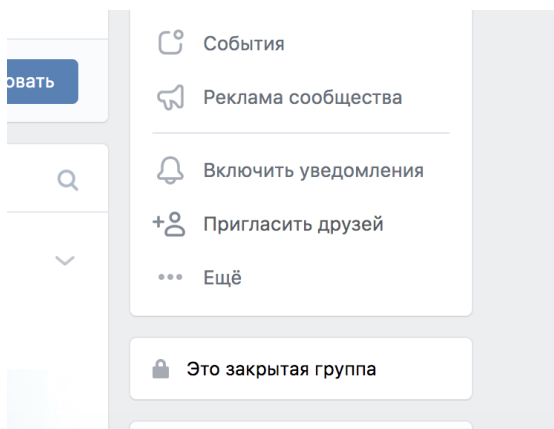 События
овать
Реклама сообщества
Включить уведомления
Пригласить друзей
Ещё
Это закрытая группа